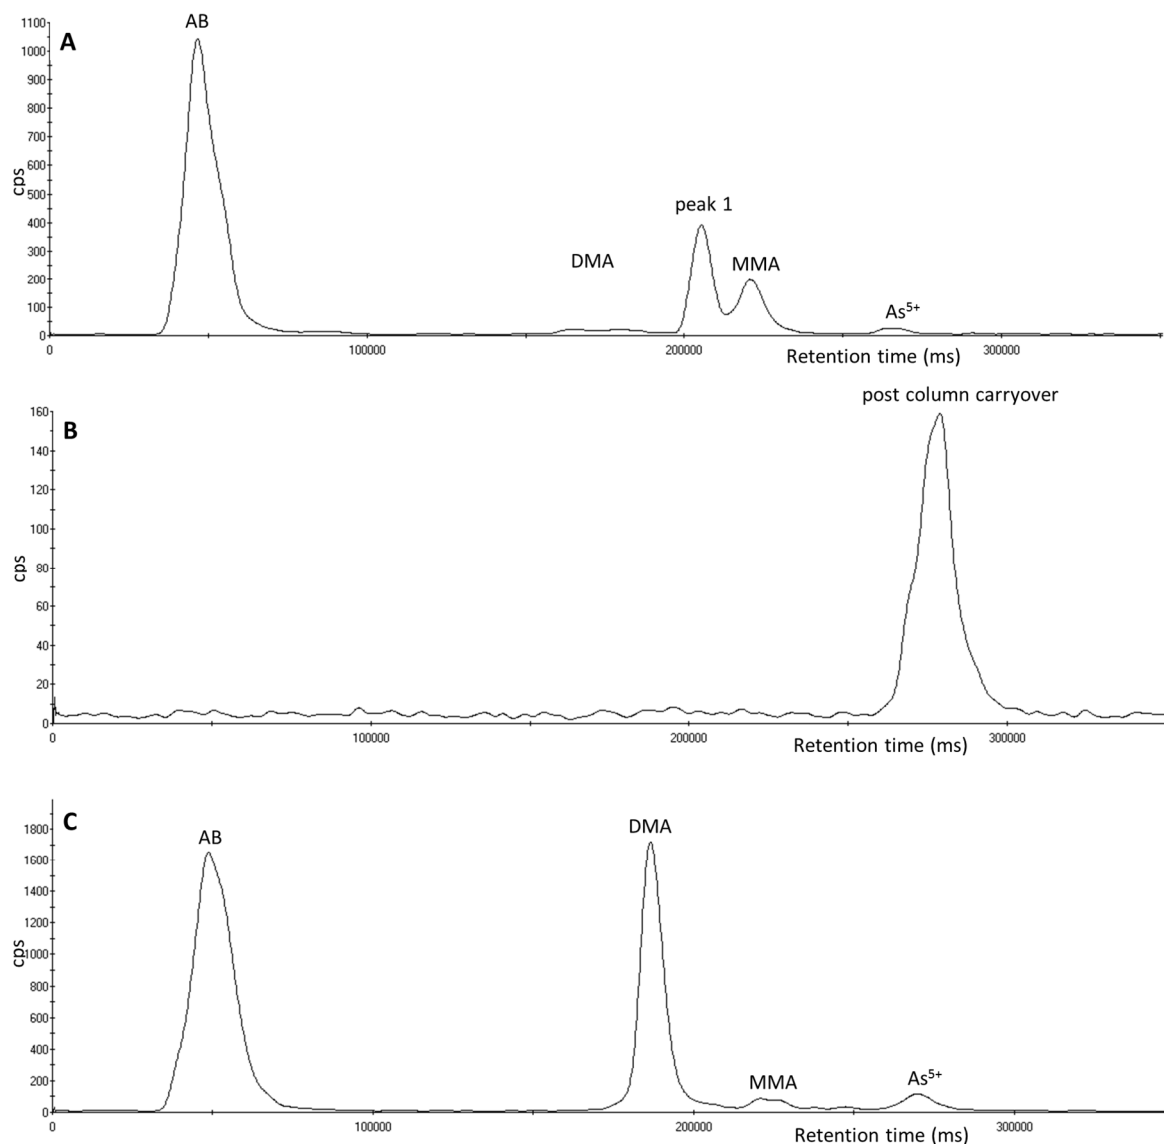 A
AB
1100
1000
900
800
700
600
500
400
300
200
100
0
cps
peak 1
DMA
MMA
As⁵⁺
0
100000
200000
Retention time (ms)
300000
B
post column carryover
160
140
120
100
80
60
40
20
0
cps
0
100000
200000
Retention time (ms)
300000
C
AB
DMA
1800
1600
1400
1200
1000
800
600
400
200
0
cps
MMA
As⁵⁺
0
100000
200000
Retention time (ms)
300000